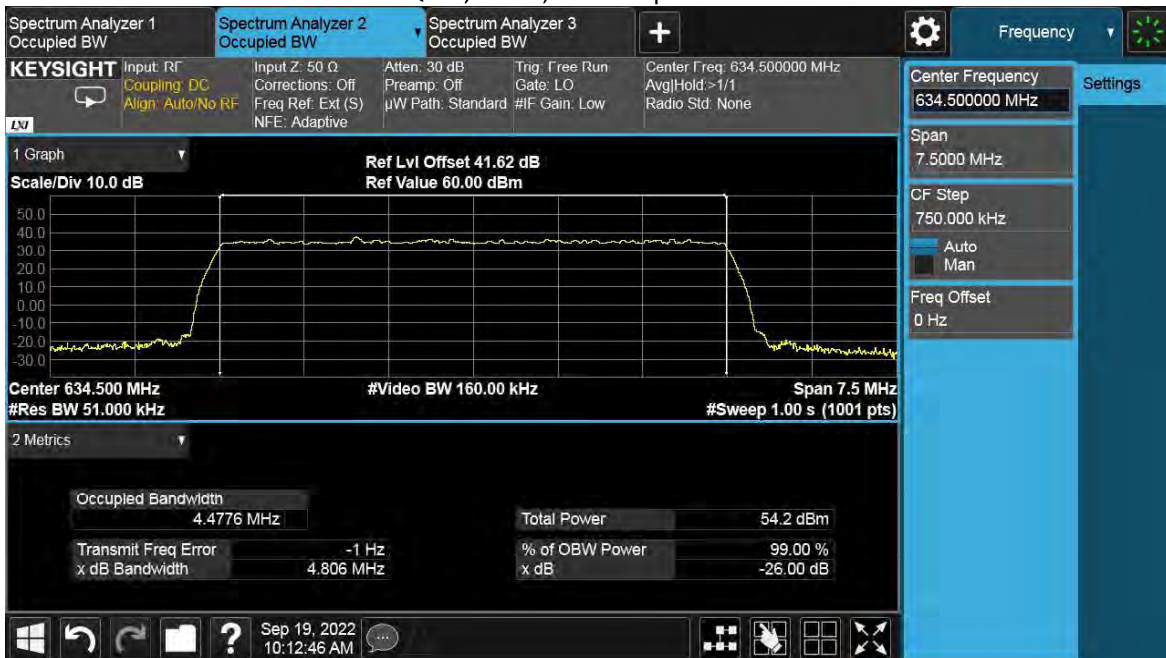 Spectrum Analyzer 1
Occupied BW
Spectrum Analyzer 2
Occupied BW
Spectrum Analyzer 3
Occupied BW
+
Frequency
KEYSIGHT
LXI
Input: RF
Coupling: DC
Align: Auto/No RF
Input Z: 50 Ω
Corrections: Off
Freq Ref: Ext (S)
NFE: Adaptive
Atten: 30 dB
Preamp: Off
µW Path: Standard
Trig: Free Run
Gate: LO
#IF Gain: Low
Center Freq: 634.500000 MHz
Avg|Hold:>1/1
Radio Std: None
Center Frequency
634.500000 MHz
Settings
Span
7.5000 MHz
CF Step
750.000 kHz
Auto
Man
Freq Offset
0 Hz
1 Graph
Scale/Div 10.0 dB
Ref Lvl Offset 41.62 dB
Ref Value 60.00 dBm
50.0
40.0
30.0
20.0
10.0
0.00
-10.0
-20.0
-30.0
Center 634.500 MHz
#Video BW 160.00 kHz
Span 7.5 MHz
#Res BW 51.000 kHz
#Sweep 1.00 s (1001 pts)
2 Metrics
Occupied Bandwidth
4.4776 MHz
Total Power 54.2 dBm
Transmit Freq Error -1 Hz
% of OBW Power 99.00 %
x dB Bandwidth 4.806 MHz
x dB -26.00 dB
?
Sep 19, 2022
10:12:46 AM